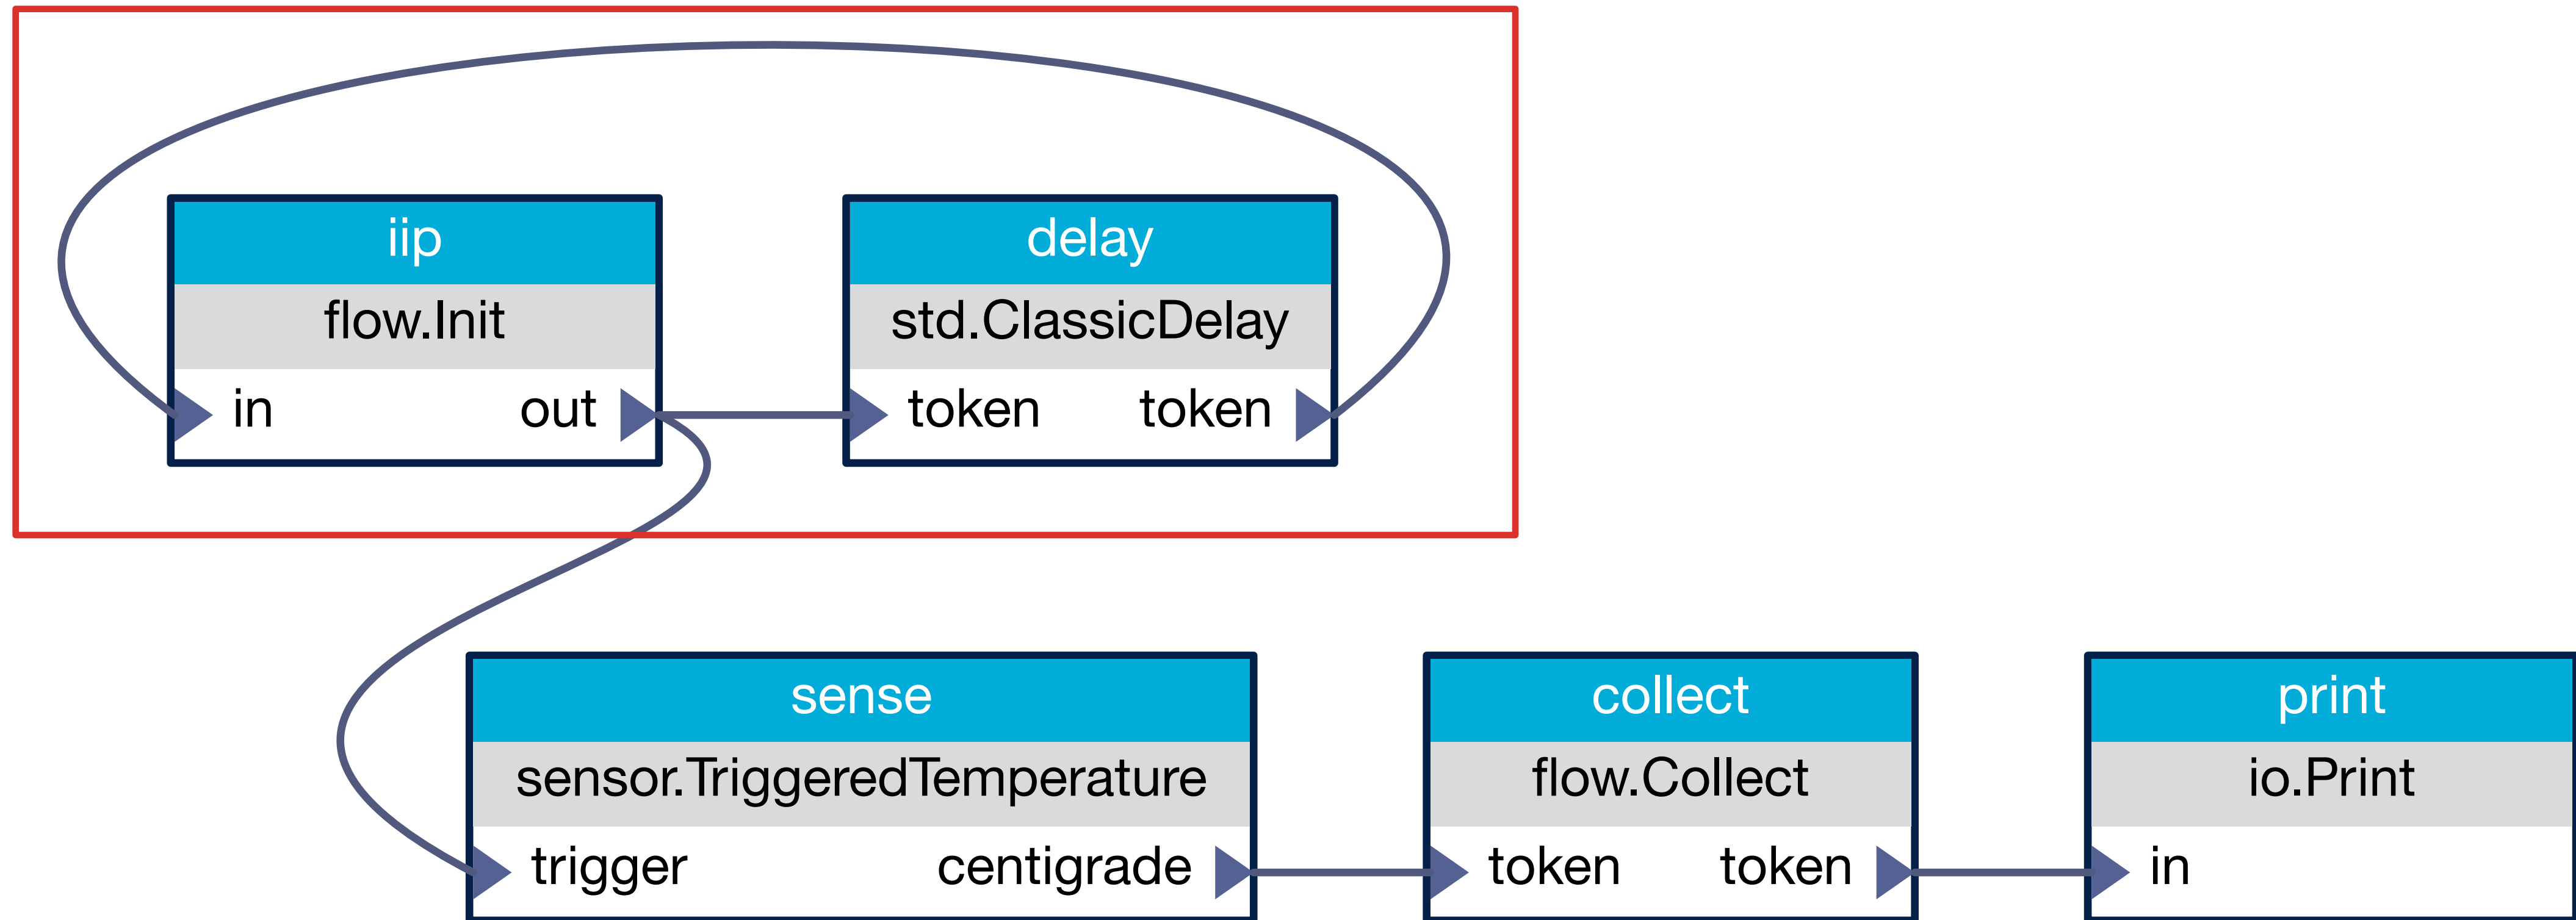 iip
flow.Init
in out
delay
std.ClassicDelay
token token
sense
sensor.TriggeredTemperature
trigger centigrade
collect
flow.Collect
token token
print
io.Print
in